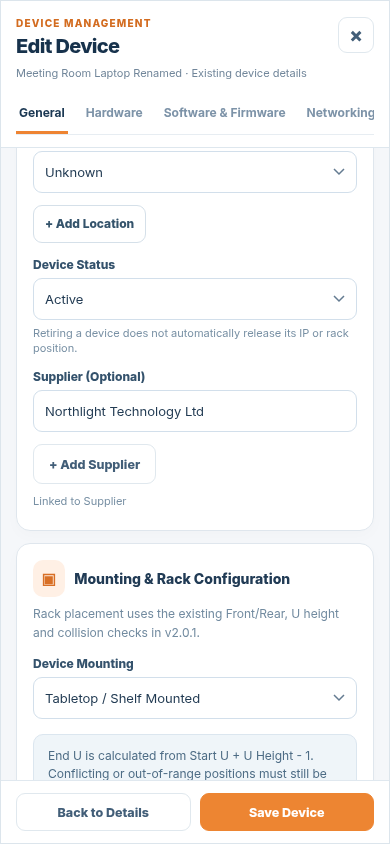 DEVICE MANAGEMENT
Edit Device
Meeting Room Laptop Renamed · Existing device details
General Hardware Software & Firmware Networking
Unknown
+ Add Location
Device Status
Active
Retiring a device does not automatically release its IP or rack
position.
Supplier (Optional)
Northlight Technology Ltd
+ Add Supplier
Linked to Supplier
Mounting & Rack Configuration
Rack placement uses the existing Front/Rear, U height
and collision checks in v2.0.1.
Device Mounting
Tabletop / Shelf Mounted
End U is calculated from Start U + U Height - 1.
Conflicting or out-of-range positions must still be
Back to Details
Save Device